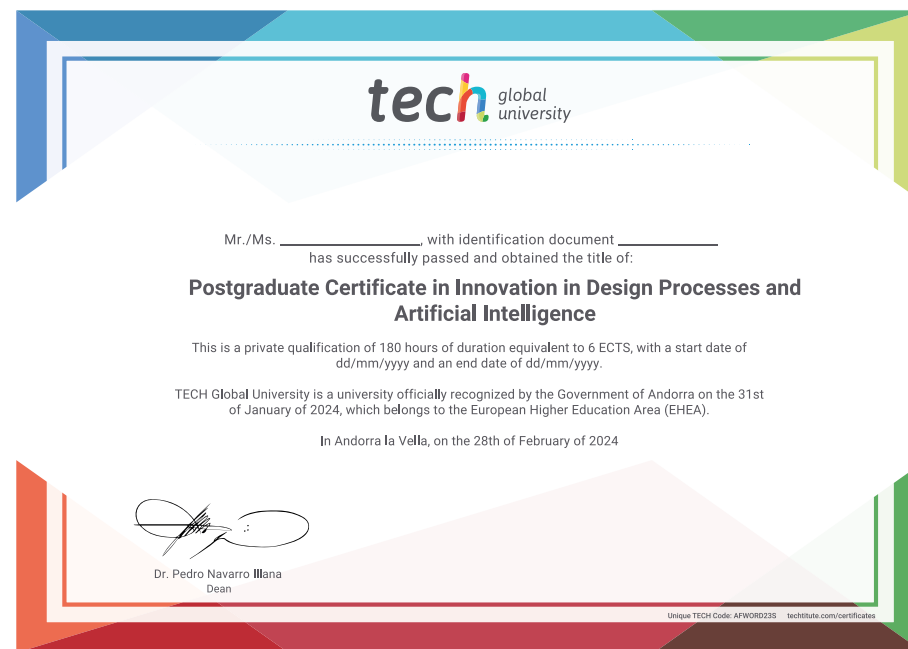 tech global university
Mr./Ms. ____________________, with identification document ______________
has successfully passed and obtained the title of:
Postgraduate Certificate in Innovation in Design Processes and
Artificial Intelligence
This is a private qualification of 180 hours of duration equivalent to 6 ECTS, with a start date of
dd/mm/yyyy and an end date of dd/mm/yyyy.
TECH Global University is a university officially recognized by the Government of Andorra on the 31st
of January of 2024, which belongs to the European Higher Education Area (EHEA).
In Andorra la Vella, on the 28th of February of 2024
Dr. Pedro Navarro Illana
Dean
Unique TECH Code: AFWORD23S techtitute.com/certificates